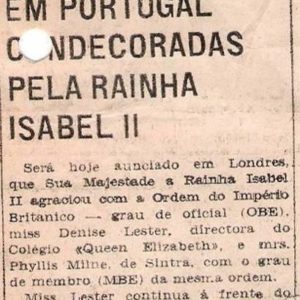 EM PORTUGAL
CONDECORADAS
PELA RAINHA
ISABEL II
Será hoje aunciado em Londres,
que Sua Majestade a Rainha Isabel
II agraciou com a Ordem do Império
Britanico — grau de oficial (OBE),
miss Denise Lester, directora do
Colégio «Queen Elizabeth», e mrs.
Phyllis Milne, de Sintra, com o grau
de membro (MBE) da mesma ordem.
Miss Lester continua à frente do